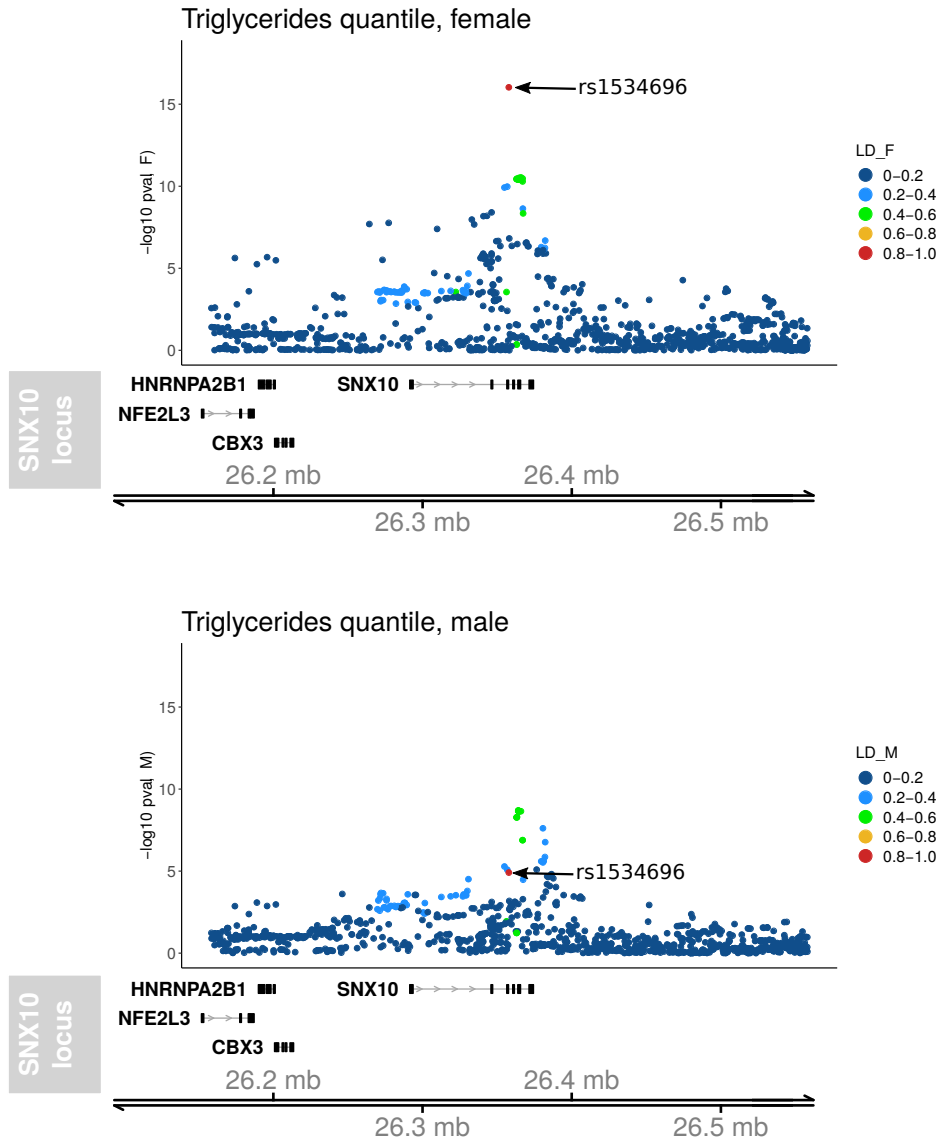 Triglycerides quantile, female
−log10 pval F)
15
10
5
0
rs1534696
LD_F
0−0.2
0.2−0.4
0.4−0.6
0.6−0.8
0.8−1.0
SNX10
locus
HNRNPA2B1
SNX10
NFE2L3
CBX3
26.2 mb
26.4 mb
26.3 mb
26.5 mb
Triglycerides quantile, male
−log10 pval M)
15
10
5
0
rs1534696
LD_M
0−0.2
0.2−0.4
0.4−0.6
0.6−0.8
0.8−1.0
SNX10
locus
HNRNPA2B1
SNX10
NFE2L3
CBX3
26.2 mb
26.4 mb
26.3 mb
26.5 mb